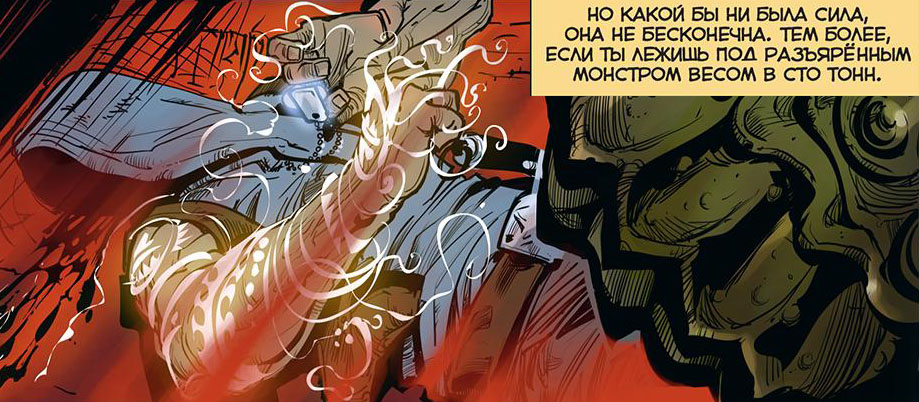 НО КАКОЙ БЫ НИ БЫЛА СИЛА,
ОНА НЕ БЕСКОНЕЧНА. ТЕМ БОЛЕЕ,
ЕСЛИ ТЫ ЛЕЖИШЬ ПОД РАЗЪЯРЁННЫМ
МОНСТРОМ ВЕСОМ В СТО ТОНН.